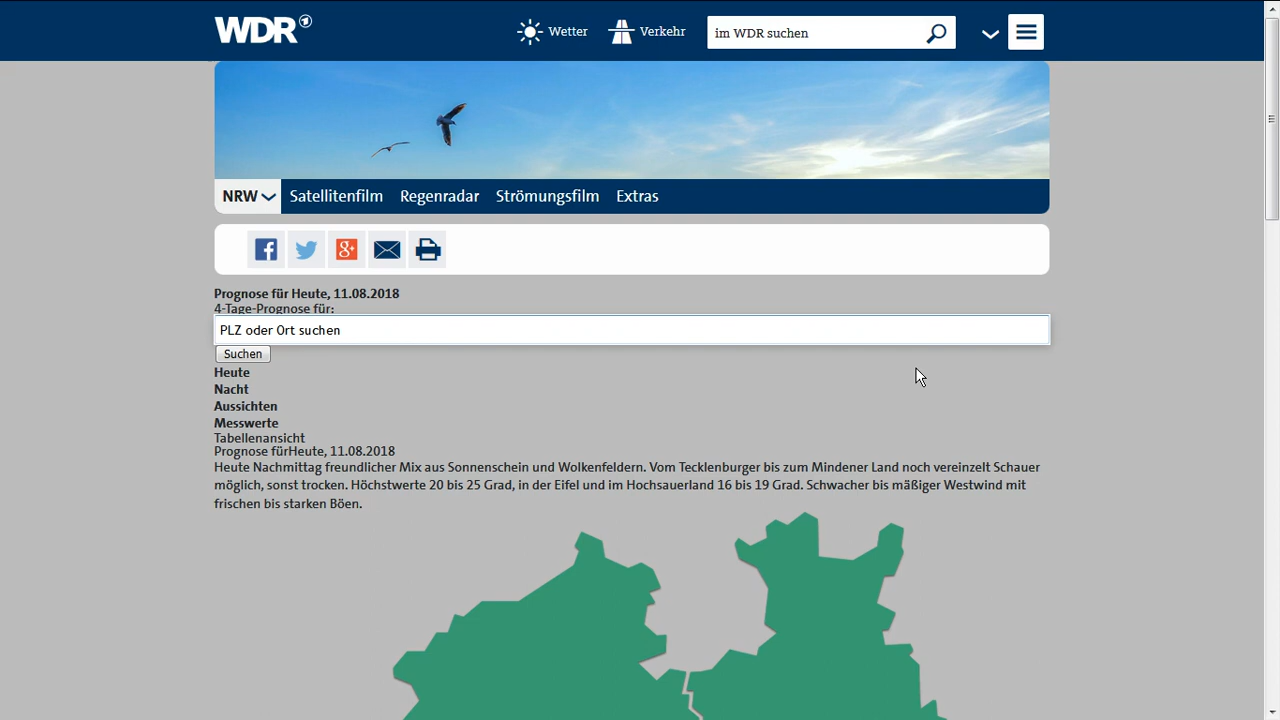 WDR
Wetter
Verkehr
im WDR suchen
NRW
Satellitenfilm
Regenradar
Strömungsfilm
Extras
Prognose für Heute, 11.08.2018
4-Tage-Prognose für:
PLZ oder Ort suchen
Suchen
Heute
Nacht
Aussichten
Messwerte
Tabellenansicht
Prognose fürHeute, 11.08.2018
Heute Nachmittag freundlicher Mix aus Sonnenschein und Wolkenfeldern. Vom Tecklenburger bis zum Mindener Land noch vereinzelt Schauer
möglich, sonst trocken. Höchstwerte 20 bis 25 Grad, in der Eifel und im Hochsauerland 16 bis 19 Grad. Schwacher bis mäßiger Westwind mit
frischen bis starken Böen.